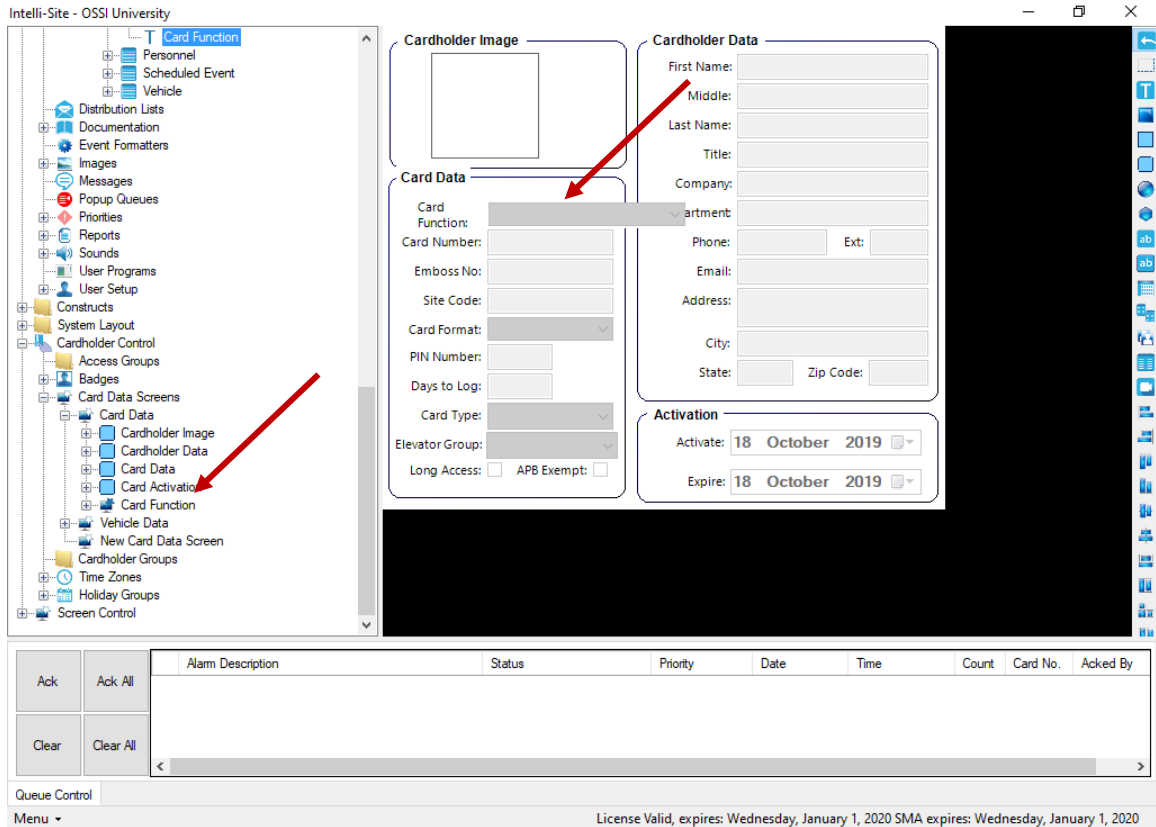 Intelli-Site - OSSI University
Card Function
Personnel
Scheduled Event
Vehicle
Distribution Lists
Documentation
Event Formatters
Images
Messages
Popup Queues
Priorities
Reports
Sounds
User Programs
User Setup
Constructs
System Layout
Cardholder Control
Access Groups
Badges
Card Data Screens
Card Data
Cardholder Image
Cardholder Data
Card Data
Card Activation
Card Function
Vehicle Data
New Card Data Screen
Cardholder Groups
Time Zones
Holiday Groups
Screen Control
Cardholder Image
Card Data
Card
Function:
Card Number:
Emboss No:
Site Code:
Card Format:
PIN Number:
Days to Log:
Card Type:
Elevator Group:
Long Access: APB Exempt:
Cardholder Data
First Name:
Middle:
Last Name:
Title:
Company:
artment:
Phone: Ext:
Email:
Address:
City:
State: Zip Code:
Activation
Activate: 18 October 2019
Expire: 18 October 2019
T
ab
ab
Ack Ack All
Clear Clear All
Alarm Description Status Priority Date Time Count Card No. Acked By
Queue Control
Menu License Valid, expires: Wednesday, January 1, 2020 SMA expires: Wednesday, January 1, 2020